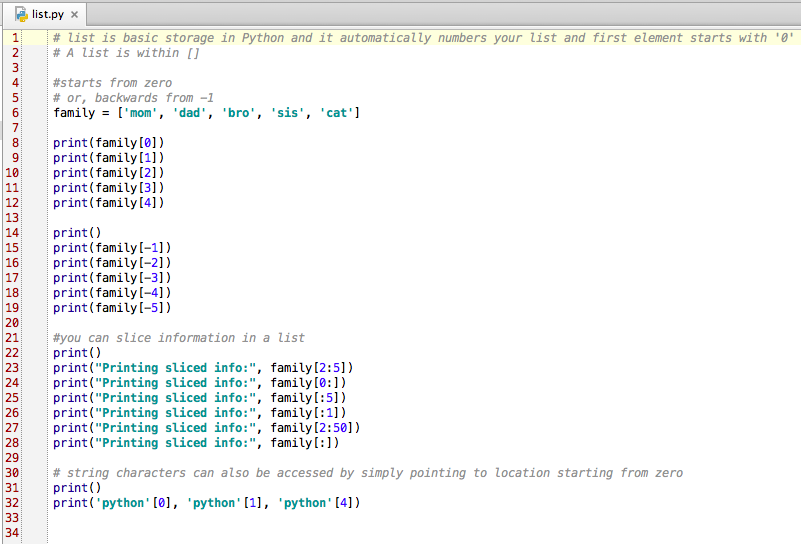 list.py ×
1 # list is basic storage in Python and it automatically numbers your list and first element starts with '0'
2 # A list is within []
3
4 #starts from zero
5 # or, backwards from -1
6 family = ['mom', 'dad', 'bro', 'sis', 'cat']
7
8 print(family[0])
9 print(family[1])
10 print(family[2])
11 print(family[3])
12 print(family[4])
13
14 print()
15 print(family[-1])
16 print(family[-2])
17 print(family[-3])
18 print(family[-4])
19 print(family[-5])
20
21 #you can slice information in a list
22 print()
23 print("Printing sliced info:", family[2:5])
24 print("Printing sliced info:", family[0:])
25 print("Printing sliced info:", family[:5])
26 print("Printing sliced info:", family[:1])
27 print("Printing sliced info:", family[2:50])
28 print("Printing sliced info:", family[:])
29
30 # string characters can also be accessed by simply pointing to location starting from zero
31 print()
32 print('python'[0], 'python'[1], 'python'[4])
33
34